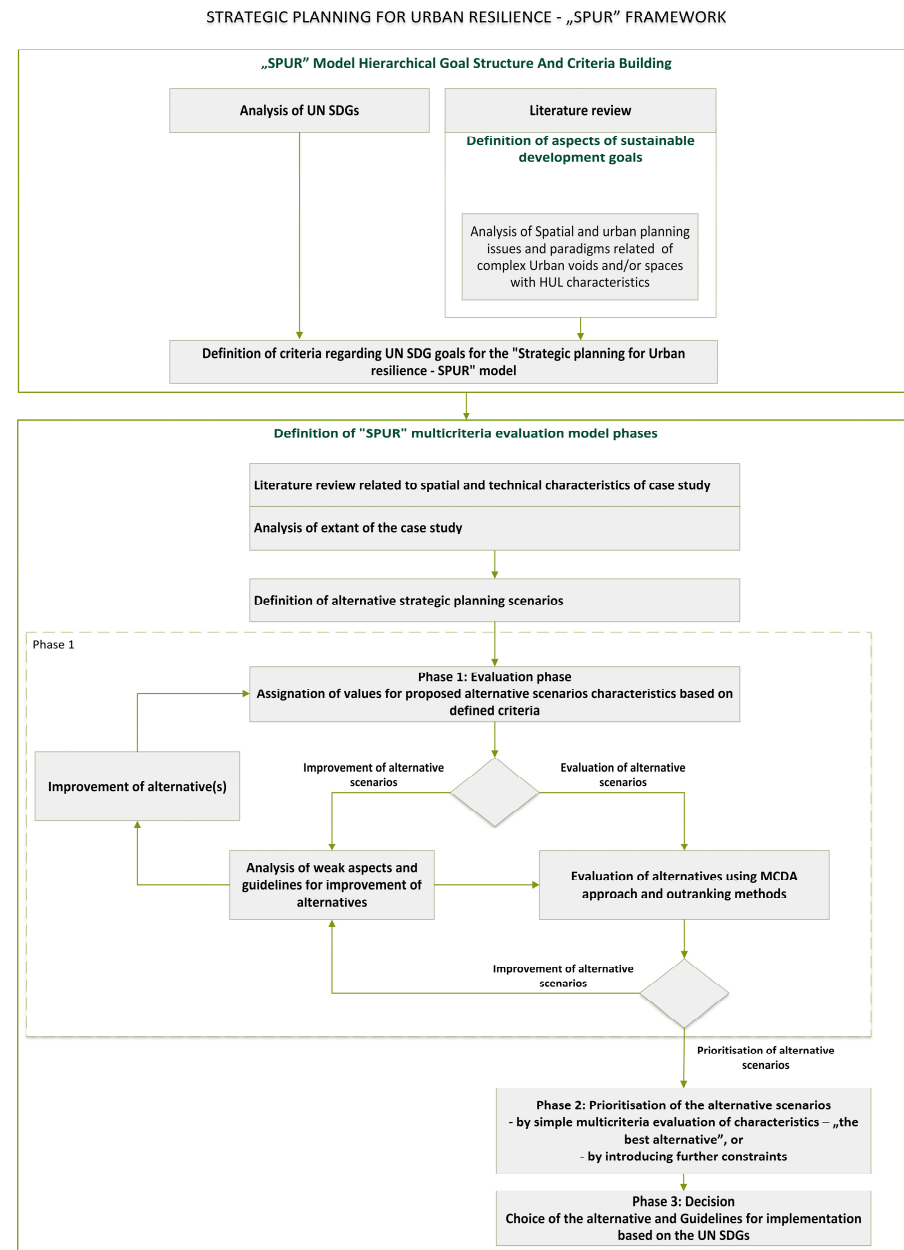 STRATEGIC PLANNING FOR URBAN RESILIENCE - „SPUR” FRAMEWORK
„SPUR” Model Hierarchical Goal Structure And Criteria Building
Analysis of UN SDGs
Literature review
Definition of aspects of sustainable
development goals
Analysis of Spatial and urban planning
issues and paradigms related of
complex Urban voids and/or spaces
with HUL characteristics
Definition of criteria regarding UN SDG goals for the "Strategic planning for Urban
resilience - SPUR" model
Definition of "SPUR" multicriteria evaluation model phases
Literature review related to spatial and technical characteristics of case study
Analysis of extant of the case study
Definition of alternative strategic planning scenarios
Phase 1
Phase 1: Evaluation phase
Assignation of values for proposed alternative scenarios characteristics based on
defined criteria
Improvement of alternative(s)
Improvement of alternative
scenarios
Evaluation of alternative
scenarios
Analysis of weak aspects and
guidelines for improvement of
alternatives
Evaluation of alternatives using MCDA
approach and outranking methods
Improvement of alternative
scenarios
Prioritisation of alternative
scenarios
Phase 2: Prioritisation of the alternative scenarios
- by simple multicriteria evaluation of characteristics – „the
best alternative”, or
- by introducing further constraints
Phase 3: Decision
Choice of the alternative and Guidelines for implementation
based on the UN SDGs